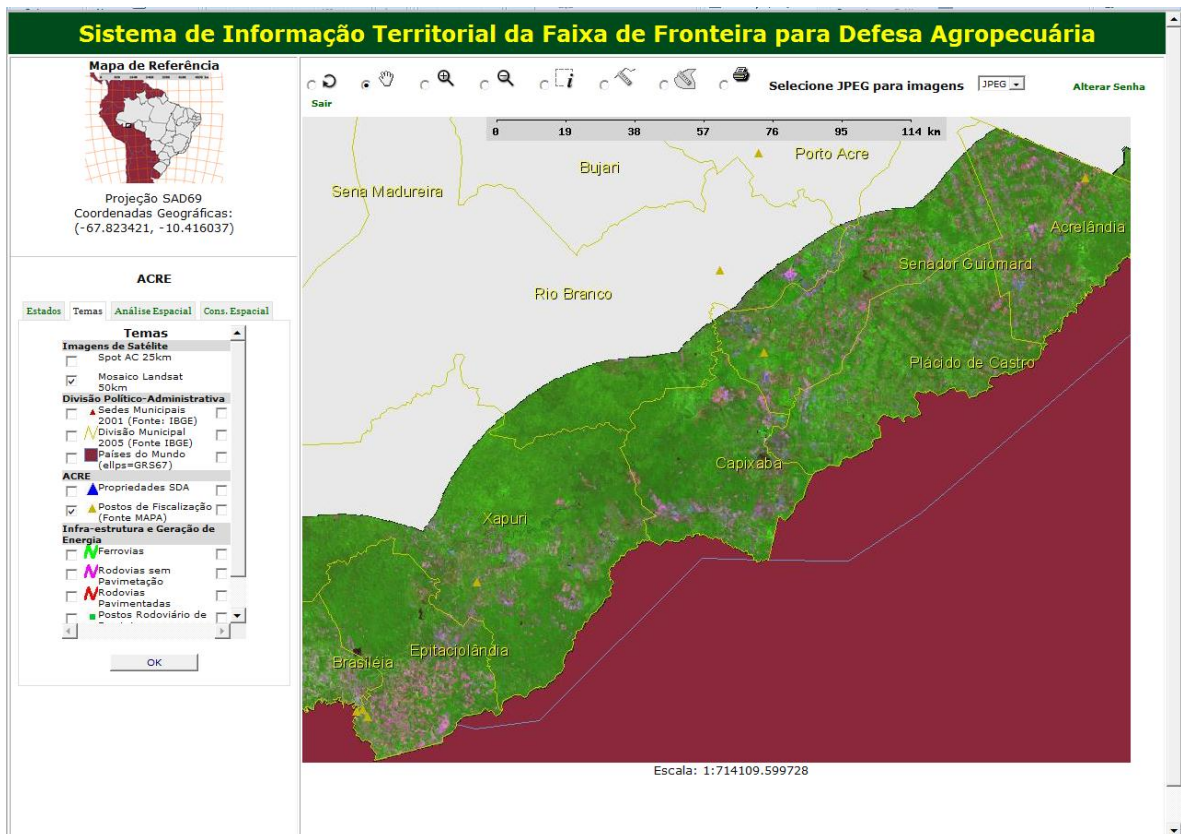 Sistema de Informação Territorial da Faixa de Fronteira para Defesa Agropecuária
Mapa de Referência
Projeção SAD69
Coordenadas Geográficas:
(-67.823421, -10.416037)
ACRE
Estados Temas Análise Espacial Cons. Espacial
Temas
Imagens de Satélite
Spot AC 25km
Mosaico Landsat
50km
Divisão Político-Administrativa
Sedes Municipais
2001 (Fonte: IBGE)
Divisão Municipal
2005 (Fonte IBGE)
Países do Mundo
(ellps=GRS67)
ACRE
Propriedades SDA
Postos de Fiscalização
(Fonte MAPA)
Infra-estrutura e Geração de
Energia
Ferrovias
Rodovias sem
Pavimetação
Rodovias
Pavimentadas
Postos Rodoviário de
OK
Selecione JPEG para imagens JPEG Alterar Senha
Sair
0 19 38 57 76 95 114 km
Bujari
Porto Acre
Sena Madureira
Acrelândia
Senador Guiomard
Rio Branco
Plácido de Castro
Capixaba
Xapuri
Epitaciolândia
Brasiléia
Escala: 1:714109.599728